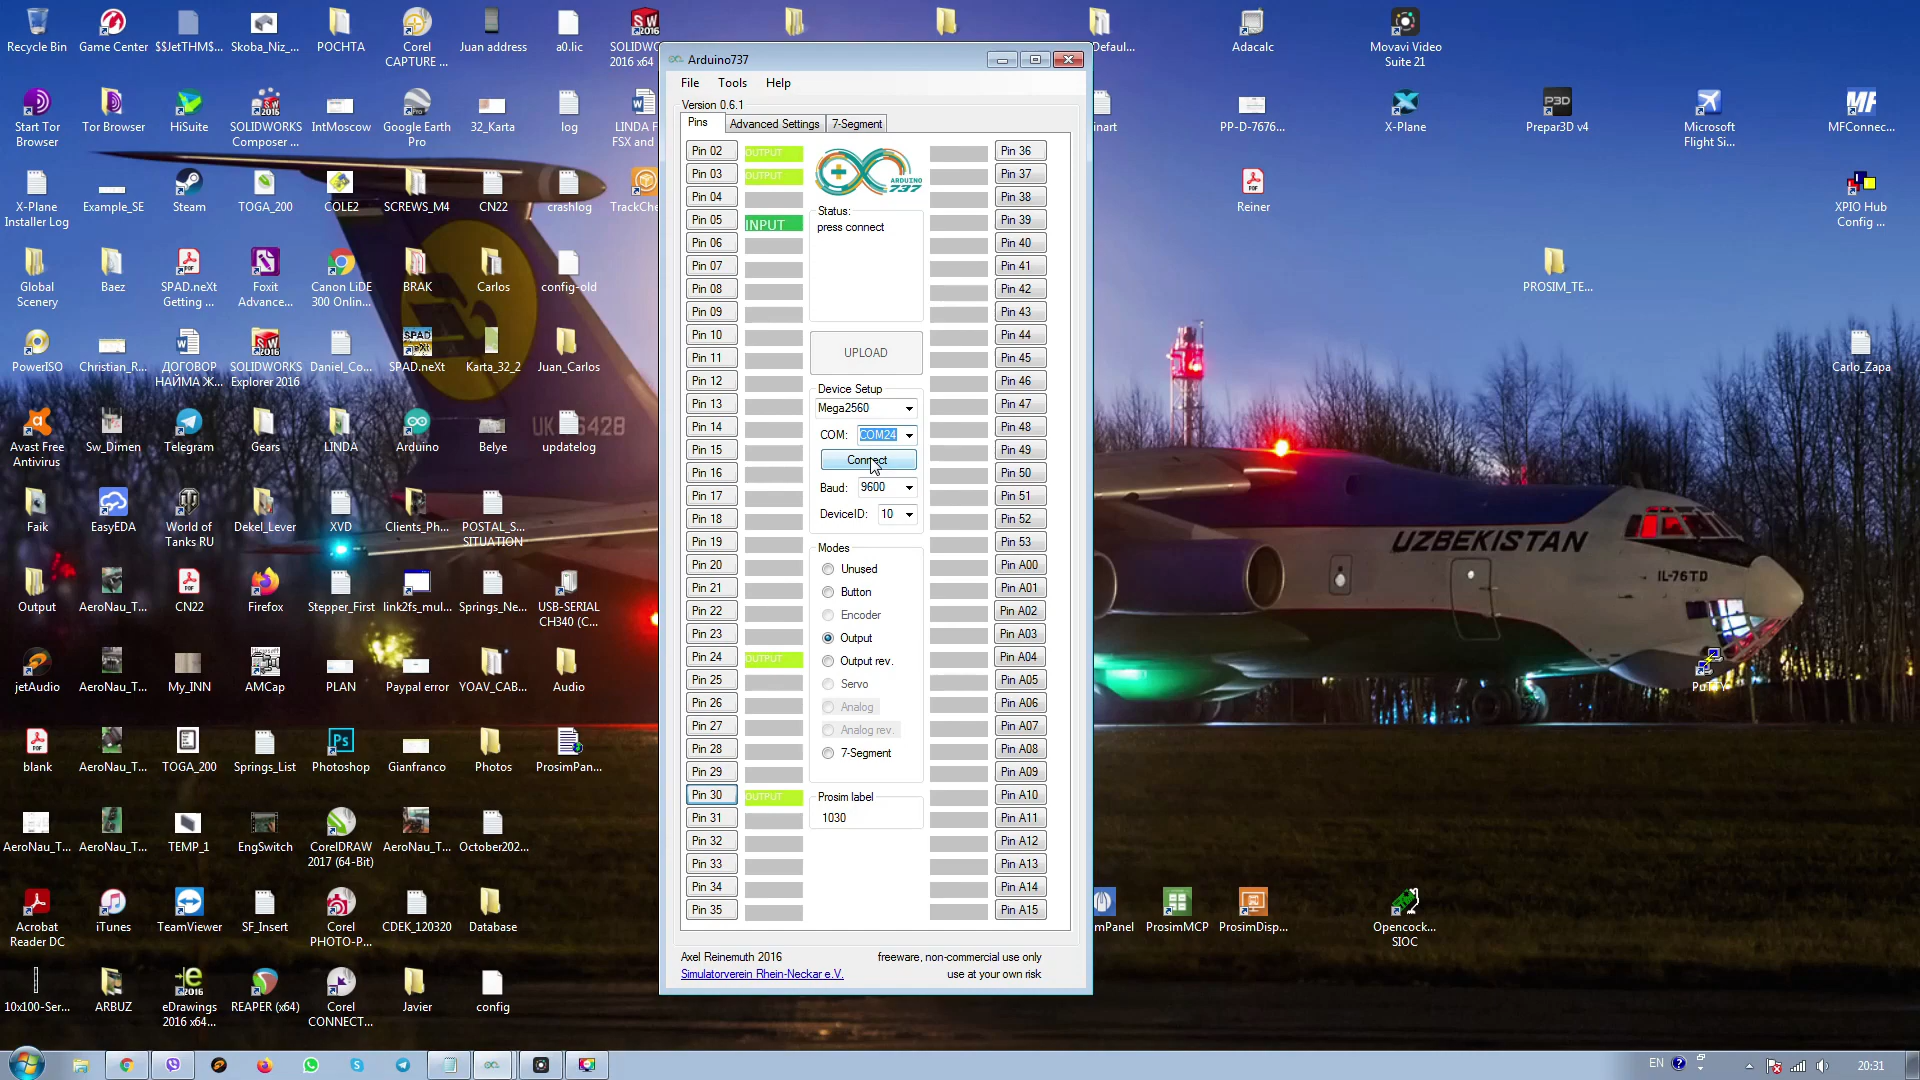 Recycle Bin
Game Center
$$JetTHM$...
Skoba_Niz_...
POCHTA
Corel
CAPTURE ...
Juan address
a0.lic
SOLIDWO
2016 x64
Defaul...
Adacalc
Movavi Video
Suite 21
Start Tor
Browser
Tor Browser
HiSuite
SOLIDWORKS
Composer ...
IntMoscow
Google Earth
Pro
32_Karta
log
LINDA F
FSX and
inart
PP-D-7676...
X-Plane
Prepar3D v4
Microsoft
Flight Si...
MFConnec...
X-Plane
Installer Log
Example_SE
Steam
TOGA_200
COLE2
SCREWS_M4
CN22
crashlog
TrackChe
Reiner
XPIO Hub
Config ...
Global
Scenery
Baez
SPAD.neXt
Getting ...
Foxit
Advance...
Canon LiDE
300 Onlin...
BRAK
Carlos
config-old
PROSIM_TE...
PowerISO
Christian_R...
ДОГОВОР
НАЙМА Ж...
SOLIDWORKS
Explorer 2016
Daniel_Co...
SPAD.neXt
Karta_32_2
Juan_Carlos
Carlo_Zapa
Avast Free
Antivirus
Sw_Dimen
Telegram
Gears
LINDA
Arduino
Belye
updatelog
Faik
EasyEDA
World of
Tanks RU
Dekel_Lever
XVD
Clients_Ph...
POSTAL_S...
SITUATION
Output
AeroNau_T...
CN22
Firefox
Stepper_First
link2fs_mul...
Springs_Ne...
USB-SERIAL
CH340 (C...
jetAudio
AeroNau_T...
My_INN
AMCap
PLAN
Paypal error
YOAV_CAB...
Audio
PuTTY
blank
AeroNau_T...
TOGA_200
Springs_List
Photoshop
Gianfranco
Photos
ProsimPan...
AeroNau_T...
AeroNau_T...
TEMP_1
EngSwitch
CorelDRAW
2017 (64-Bit)
AeroNau_T...
October202...
Acrobat
Reader DC
iTunes
TeamViewer
SF_Insert
Corel
PHOTO-P...
CDEK_120320
Database
mPanel
ProsimMCP
ProsimDisp...
Opencock...
SIOC
10x100-Ser...
ARBUZ
eDrawings
2016 x64...
REAPER (x64)
Corel
CONNECT...
Javier
config
UZBEKISTAN
IL-76TD
Arduino737
File Tools Help
Version 0.6.1
Pins Advanced Settings 7-Segment
Pin 02 OUTPUT
Pin 03 OUTPUT
Pin 04
Pin 05 INPUT
Pin 06
Pin 07
Pin 08
Pin 09
Pin 10
Pin 11
Pin 12
Pin 13
Pin 14
Pin 15
Pin 16
Pin 17
Pin 18
Pin 19
Pin 20
Pin 21
Pin 22
Pin 23
Pin 24 OUTPUT
Pin 25
Pin 26
Pin 27
Pin 28
Pin 29
Pin 30 OUTPUT
Pin 31
Pin 32
Pin 33
Pin 34
Pin 35
ARDUINO
737
Status:
press connect
UPLOAD
Device Setup
Mega2560
COM: COM24
Connect
Baud: 9600
DeviceID: 10
Modes
Unused
Button
Encoder
Output
Output rev.
Servo
Analog
Analog rev.
7-Segment
Prosim label
1030
Pin 36
Pin 37
Pin 38
Pin 39
Pin 40
Pin 41
Pin 42
Pin 43
Pin 44
Pin 45
Pin 46
Pin 47
Pin 48
Pin 49
Pin 50
Pin 51
Pin 52
Pin 53
Pin A00
Pin A01
Pin A02
Pin A03
Pin A04
Pin A05
Pin A06
Pin A07
Pin A08
Pin A09
Pin A10
Pin A11
Pin A12
Pin A13
Pin A14
Pin A15
Axel Reinemuth 2016
freeware, non-commercial use only
Simulatorverein Rhein-Neckar e.V.
use at your own risk
EN
20:31